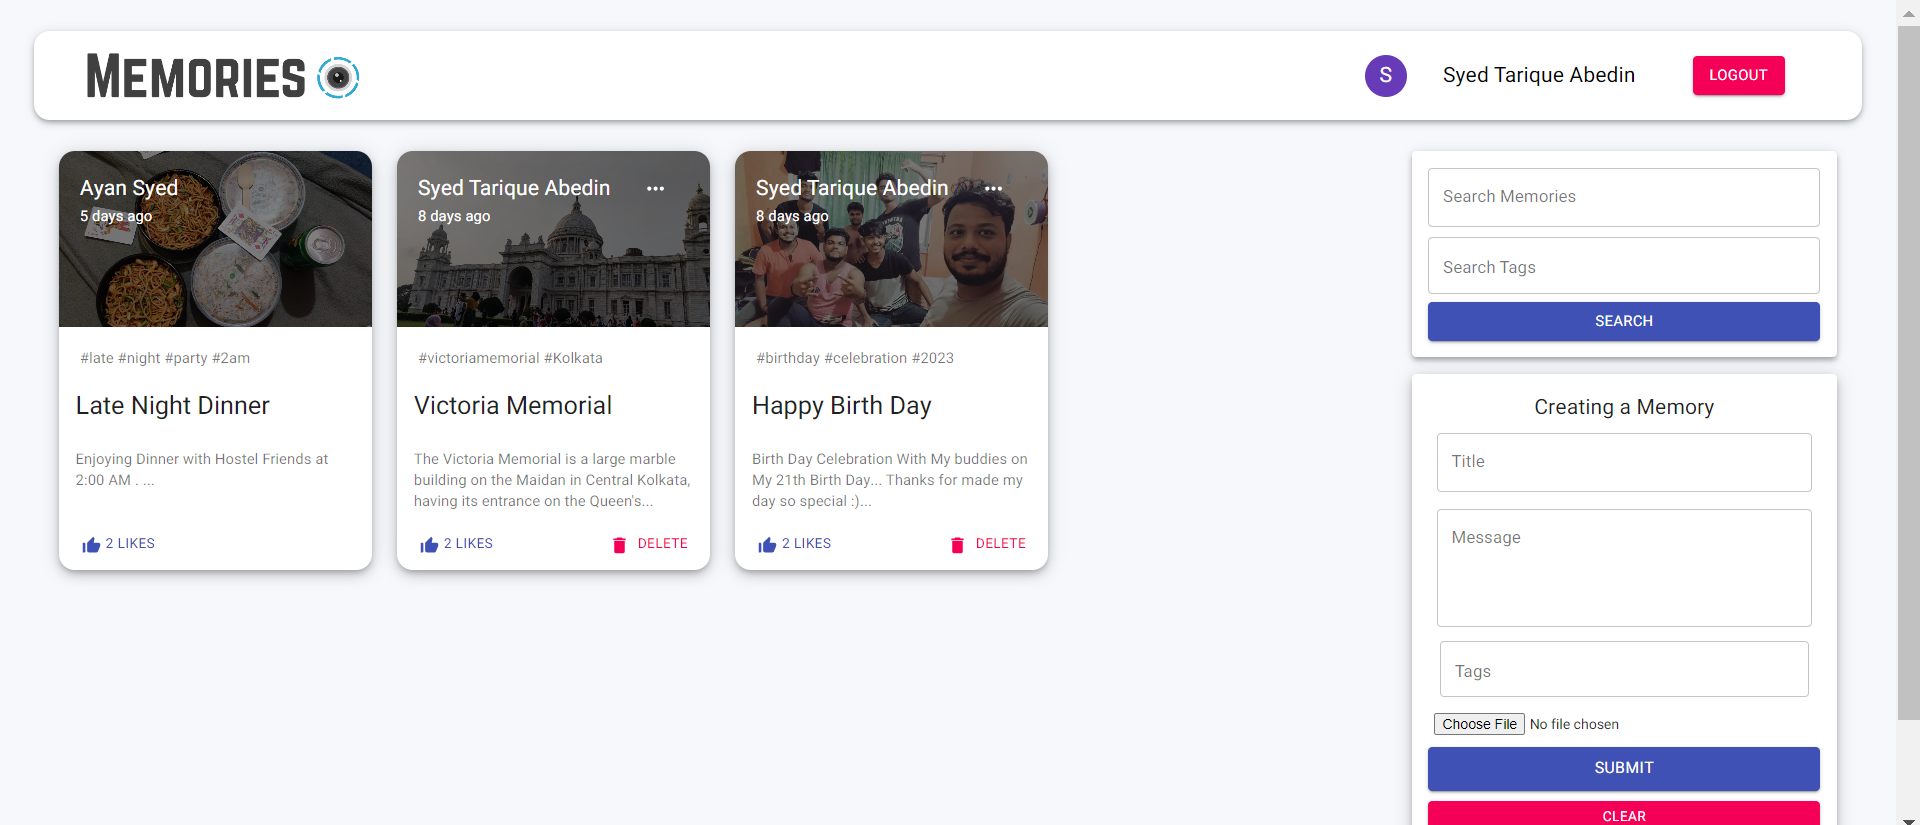 MEMORIES
S
Syed Tarique Abedin
LOGOUT
Ayan Syed
5 days ago
#late #night #party #2am
Late Night Dinner
Enjoying Dinner with Hostel Friends at
2:00 AM . ...
2 LIKES
Syed Tarique Abedin
8 days ago
#victoriamemorial #Kolkata
Victoria Memorial
The Victoria Memorial is a large marble
building on the Maidan in Central Kolkata,
having its entrance on the Queen's...
2 LIKES
DELETE
Syed Tarique Abedin
8 days ago
#birthday #celebration #2023
Happy Birth Day
Birth Day Celebration With My buddies on
My 21th Birth Day... Thanks for made my
day so special :)...
2 LIKES
DELETE
Search Memories
Search Tags
SEARCH
Creating a Memory
Title
Message
Tags
Choose File No file chosen
SUBMIT
CLEAR